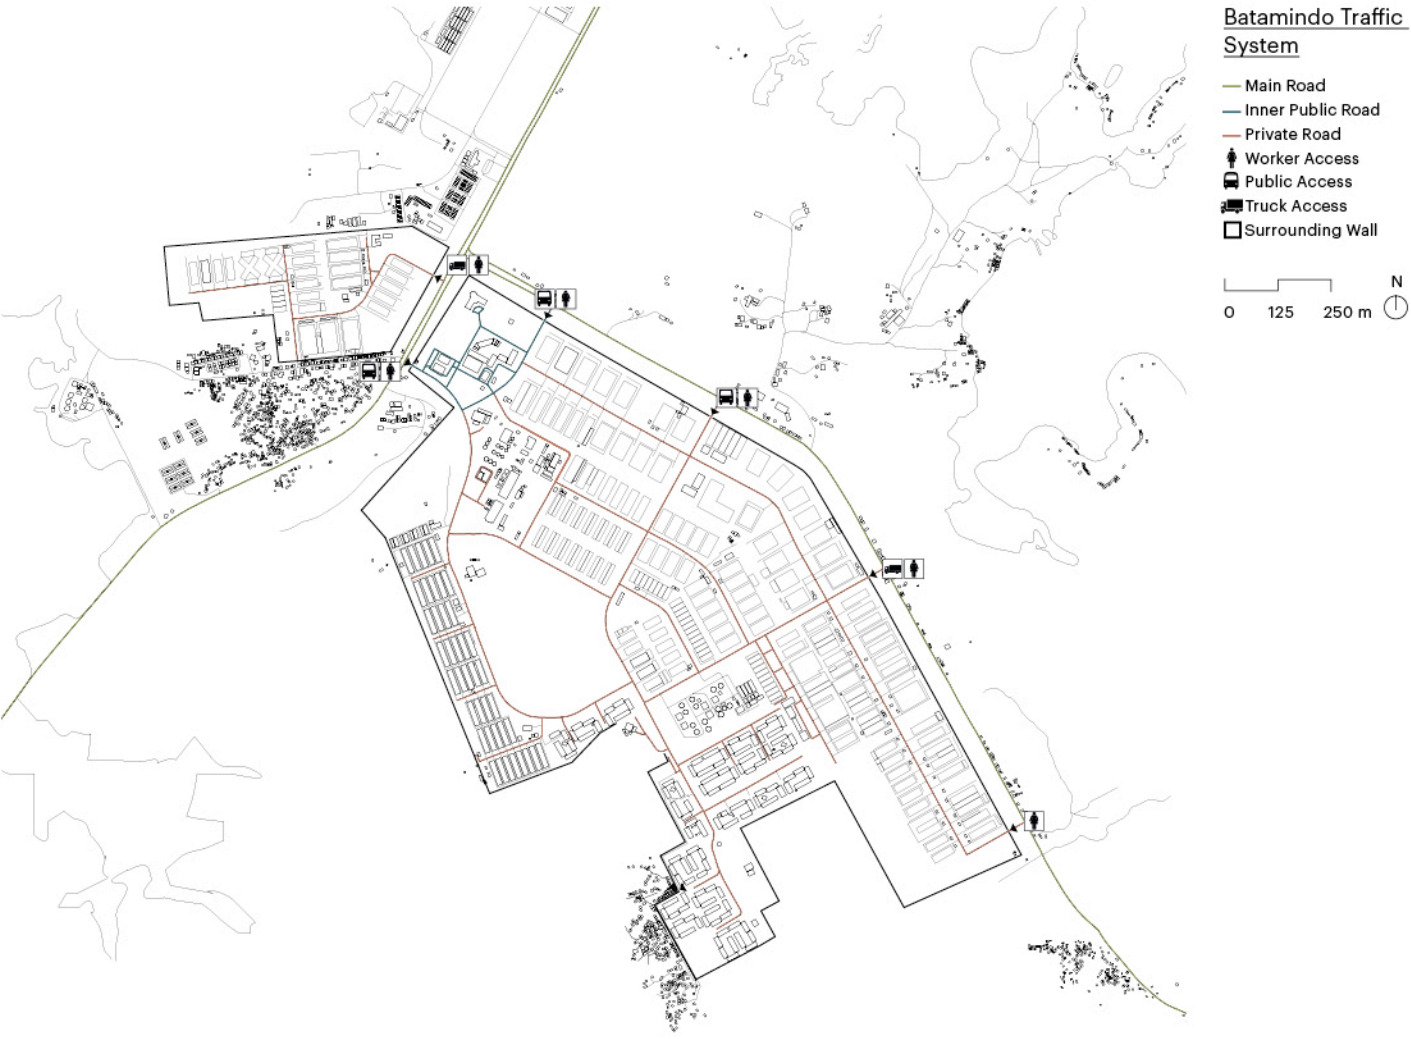 Batamindo Traffic
System
Main Road
Inner Public Road
Private Road
Worker Access
Public Access
Truck Access
Surrounding Wall
N
0 125 250 m